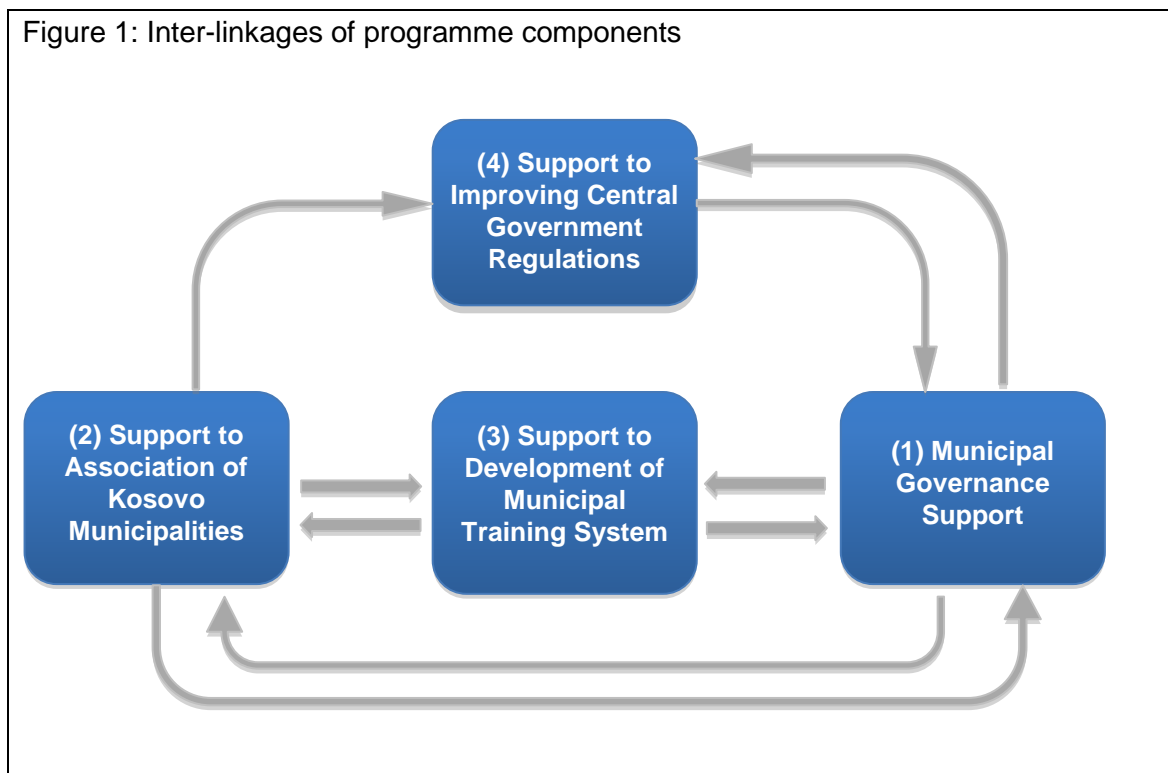 Figure 1: Inter-linkages of programme components
(4) Support to
Improving Central
Government
Regulations
(2) Support to
Association of
Kosovo
Municipalities
(3) Support to
Development of
Municipal
Training System
(1) Municipal
Governance
Support